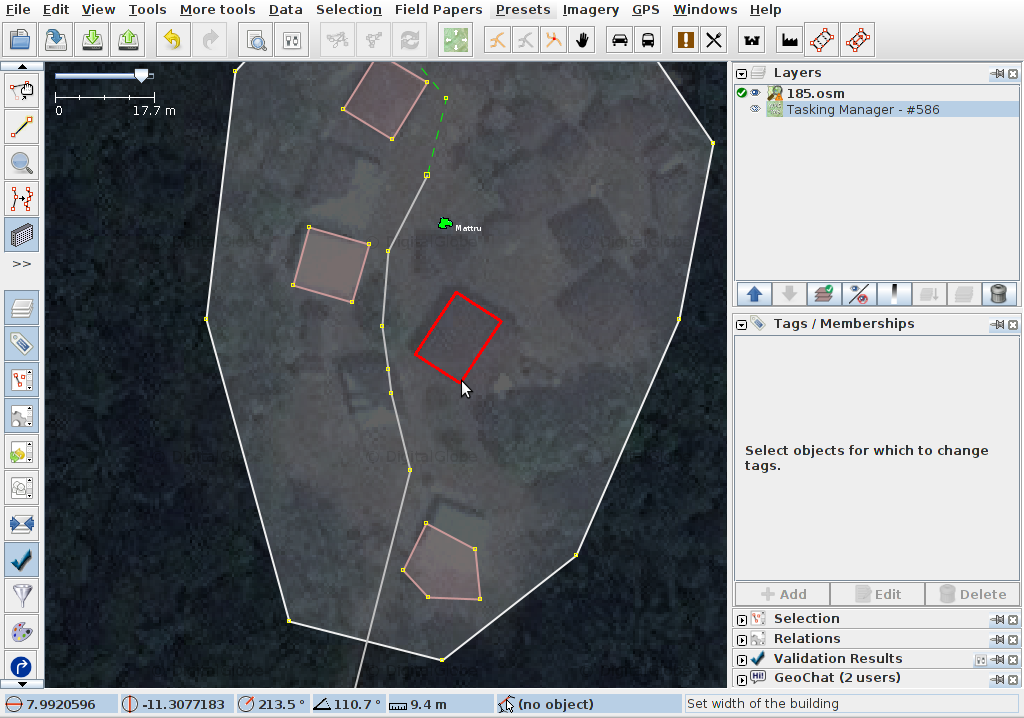 File Edit View Tools More tools Data Selection Field Papers Presets Imagery GPS Windows Help
0 17.7 m
Mattru
>>
Layers
185.osm
Tasking Manager - #586
Tags / Memberships
Select objects for which to change
tags.
Add Edit Delete
Selection
Relations
Validation Results
GeoChat (2 users)
7.9920596 -11.3077183 213.5 ° 110.7 ° 9.4 m (no object) Set width of the building